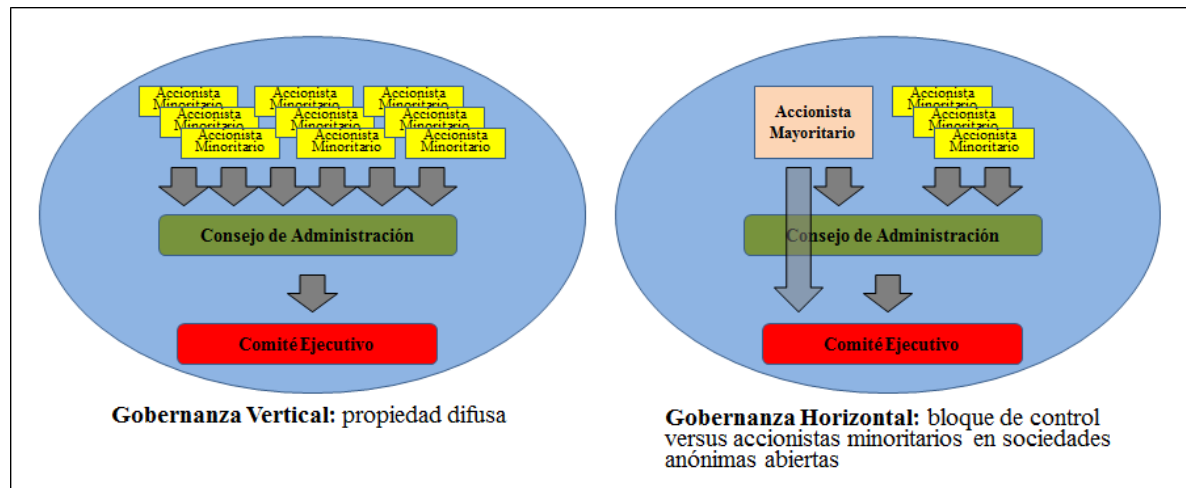 Accionista
Minoritario
Accionista
Minoritario
Accionista
Minoritario
Accionista
Minoritario
Accionista
Minoritario
Accionista
Minoritario
Accionista
Minoritario
Accionista
Minoritario
Accionista
Minoritario
Consejo de Administración
Comité Ejecutivo
Gobernanza Vertical: propiedad difusa
Accionista
Mayoritario
Accionista
Minoritario
Accionista
Minoritario
Accionista
Minoritario
Consejo de Administración
Comité Ejecutivo
Gobernanza Horizontal: bloque de control
versus accionistas minoritarios en sociedades
anónimas abiertas